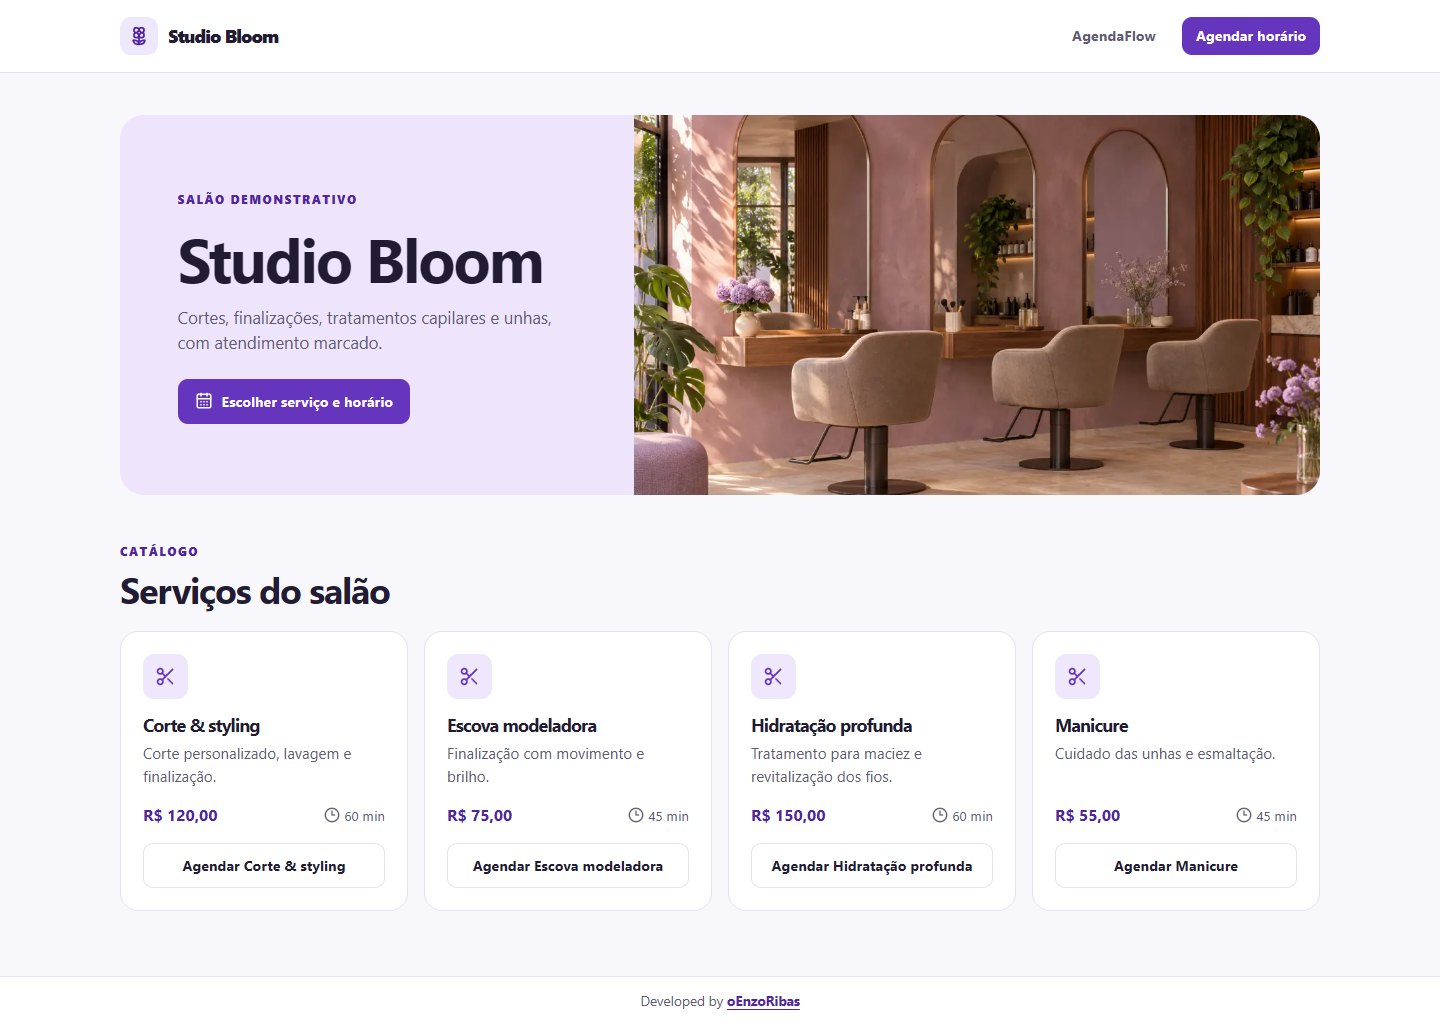 Studio Bloom
AgendaFlow
Agendar horário
SALÃO DEMONSTRATIVO
Studio Bloom
Cortes, finalizações, tratamentos capilares e unhas,
com atendimento marcado.
Escolher serviço e horário
CATÁLOGO
Serviços do salão
Corte & styling
Corte personalizado, lavagem e
finalização.
R$ 120,00
60 min
Agendar Corte & styling
Escova modeladora
Finalização com movimento e
brilho.
R$ 75,00
45 min
Agendar Escova modeladora
Hidratação profunda
Tratamento para maciez e
revitalização dos fios.
R$ 150,00
60 min
Agendar Hidratação profunda
Manicure
Cuidado das unhas e esmaltação.
R$ 55,00
45 min
Agendar Manicure
Developed by oEnzoRibas